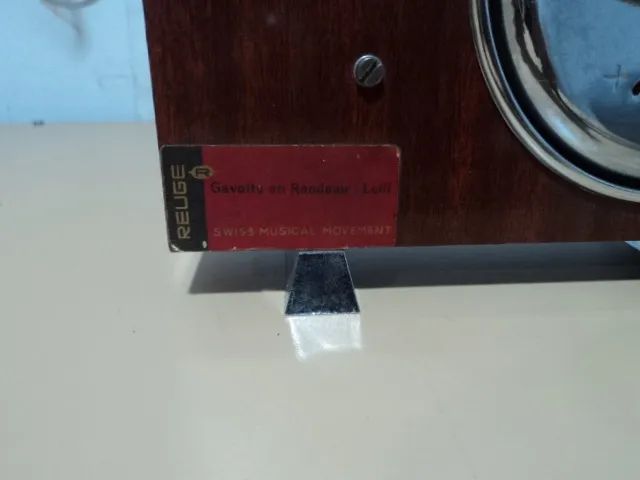 REUGE R
Gavotte en Rondeau : Lulli
SWISS MUSICAL MOVEMENT